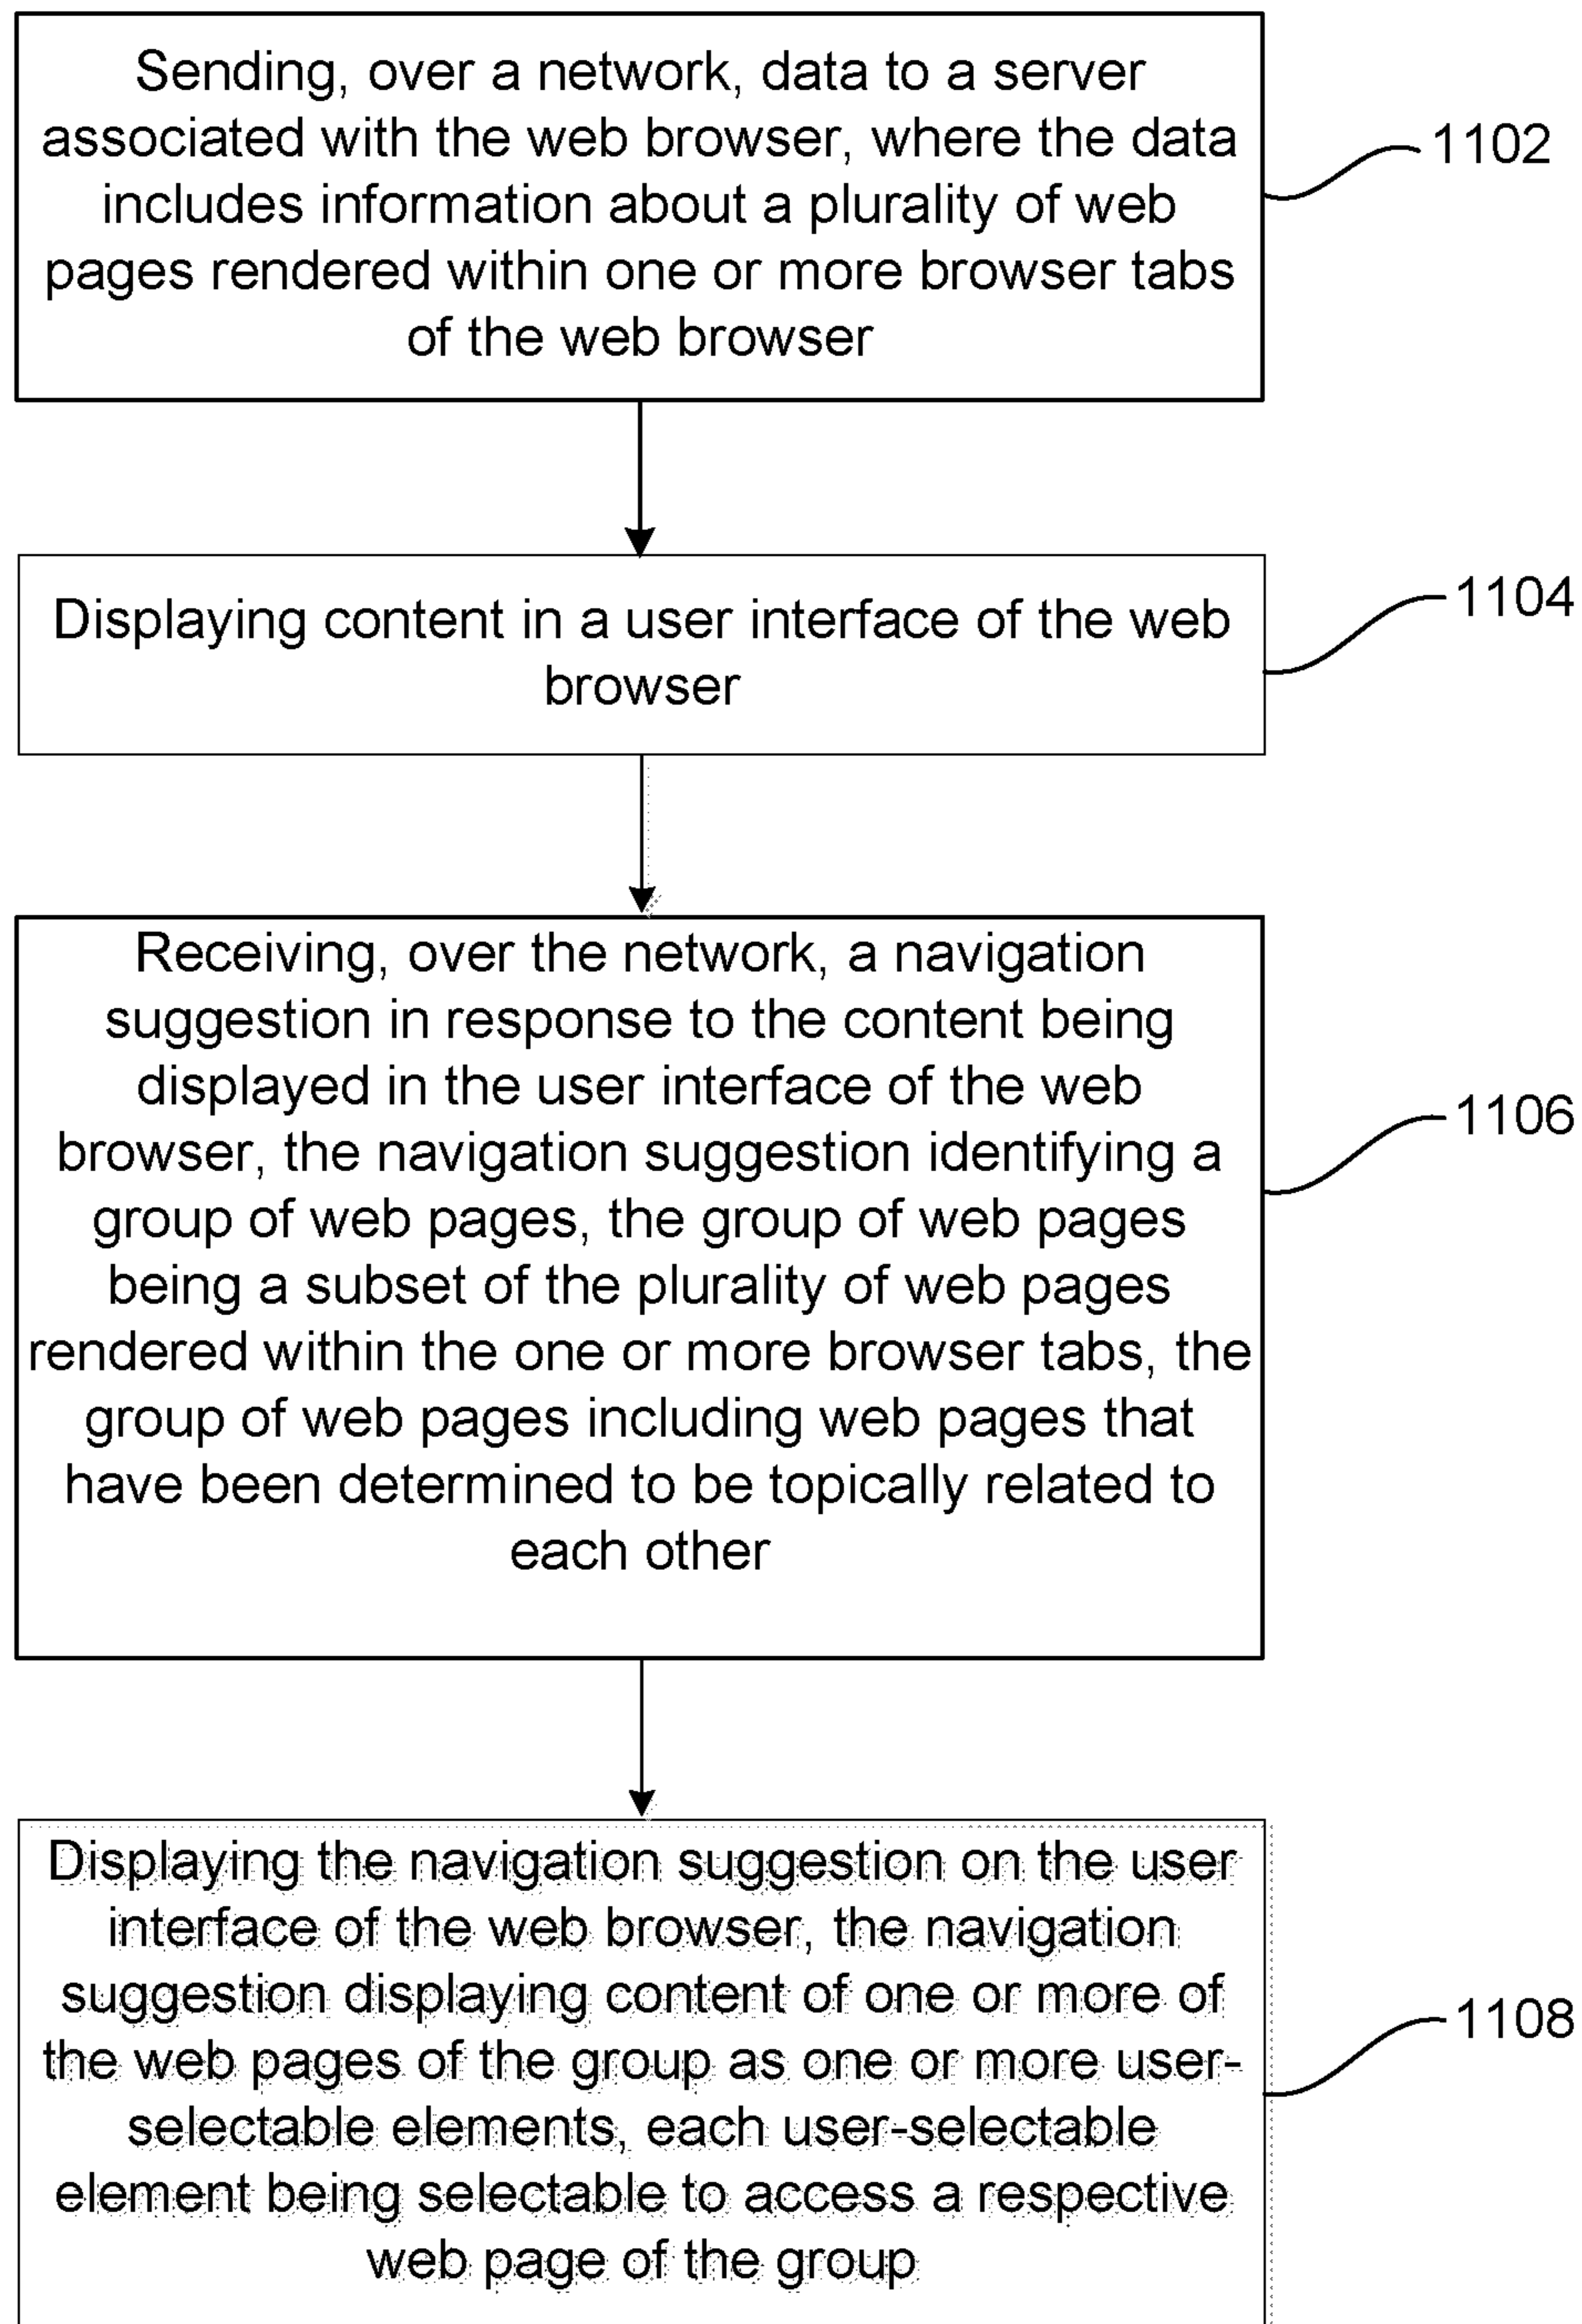 Sending, over a network, data to a server
associated with the web browser, where the data
includes information about a plurality of web
pages rendered within one or more browser tabs
of the web browser
1102
Displaying content in a user interface of the web
browser
1104
Receiving, over the network, a navigation
suggestion in response to the content being
displayed in the user interface of the web
browser, the navigation suggestion identifying a
group of web pages, the group of web pages
being a subset of the plurality of web pages
rendered within the one or more browser tabs, the
group of web pages including web pages that
have been determined to be topically related to
each other
1106
Displaying the navigation suggestion on the user
interface of the web browser, the navigation
suggestion displaying content of one or more of
the web pages of the group as one or more user-
selectable elements, each user-selectable
element being selectable to access a respective
web page of the group
1108